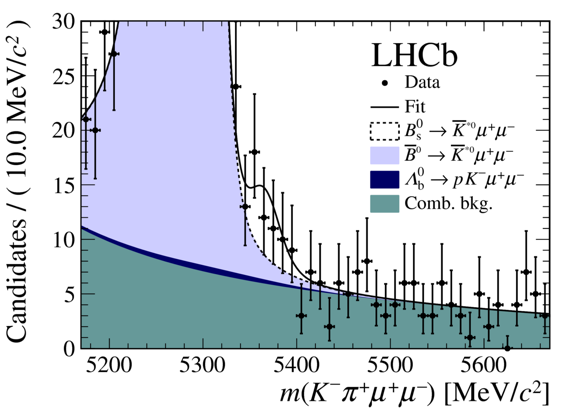 30
25
20
15
10
5
0
Candidates / ( 10.0 MeV/c² )
LHCb
Data
Fit
B⁰ₛ → K̅*⁰μ⁺μ⁻
B̅⁰ → K̅*⁰μ⁺μ⁻
Λ⁰b → pK⁻μ⁺μ⁻
Comb. bkg.
5200 5300 5400 5500 5600
m(K⁻π⁺μ⁺μ⁻) [MeV/c²]